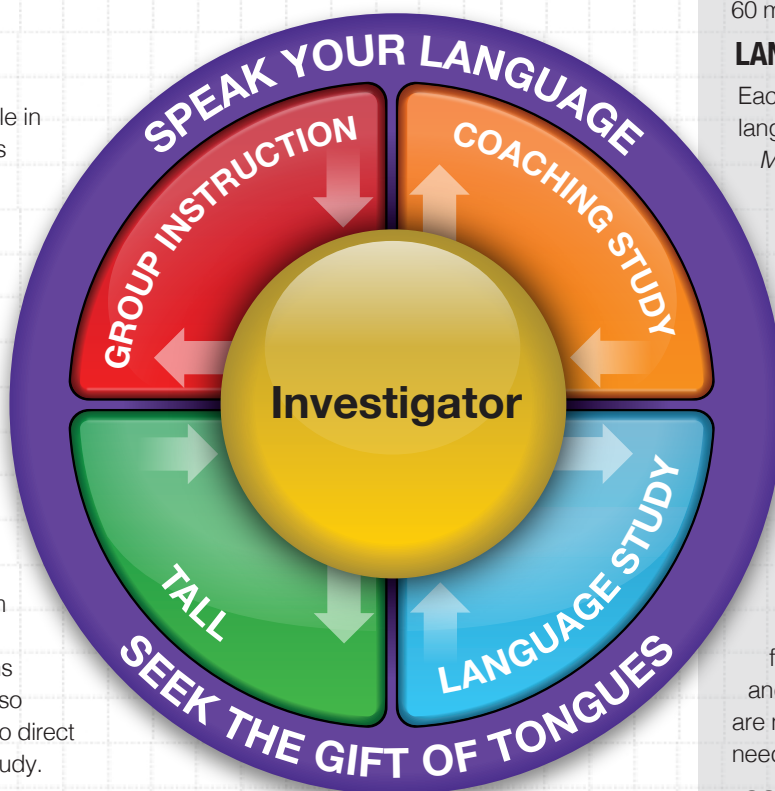 SPEAK YOUR LANGUAGE
GROUP INSTRUCTION
COACHING STUDY
Investigator
TALL
LANGUAGE STUDY
SEEK THE GIFT OF TONGUES
le in
s
so
o direct
udy.
60 m
LAN
Eac
lang
M
f
and
are r
need